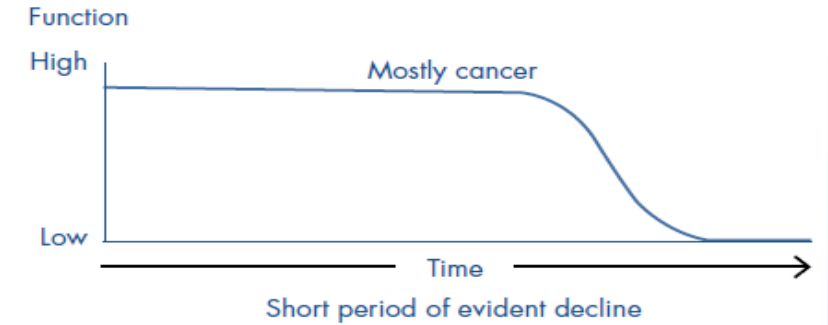 Function
High
Mostly cancer
Low
Time
Short period of evident decline